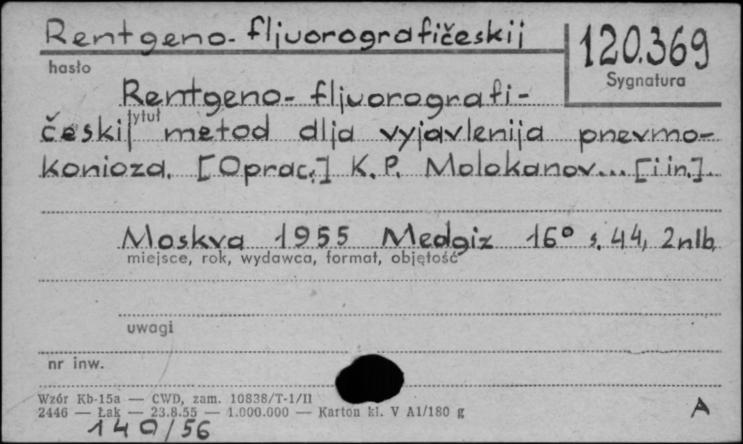 Rentgeno-fljuorografičeskij
120.369
hasło
Sygnatura
Rentgeno-fljuorografi-
tytuł
českij metod dlja vyjavlenija pnevmo-
konioza. [Oprac.] K. P. Molokanov... [i in.].
Moskva 1955 Medgiz 16° s. 44, 2nlb.
miejsce, rok, wydawca, format, objętość
uwagi
nr inw.
Wzór Kb-15a — CWD, zam. 10838/T-1/II
2446 — Łak — 23.8.55 — 1.000.000 — Karton kl. V A1/180 g
A
140/56